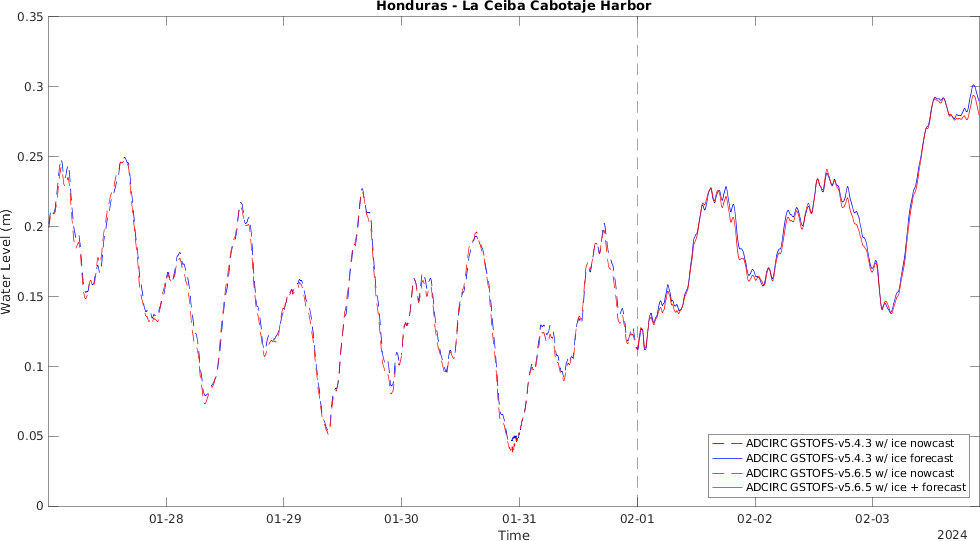 Honduras - La Ceiba Cabotaje Harbor
0.35
0.3
0.25
0.2
0.15
0.1
0.05
0
Water Level (m)
01-28
01-29
01-30
01-31
02-01
02-02
02-03
Time
2024
ADCIRC GSTOFS-v5.4.3 w/ ice nowcast
ADCIRC GSTOFS-v5.4.3 w/ ice forecast
ADCIRC GSTOFS-v5.6.5 w/ ice nowcast
ADCIRC GSTOFS-v5.6.5 w/ ice + forecast